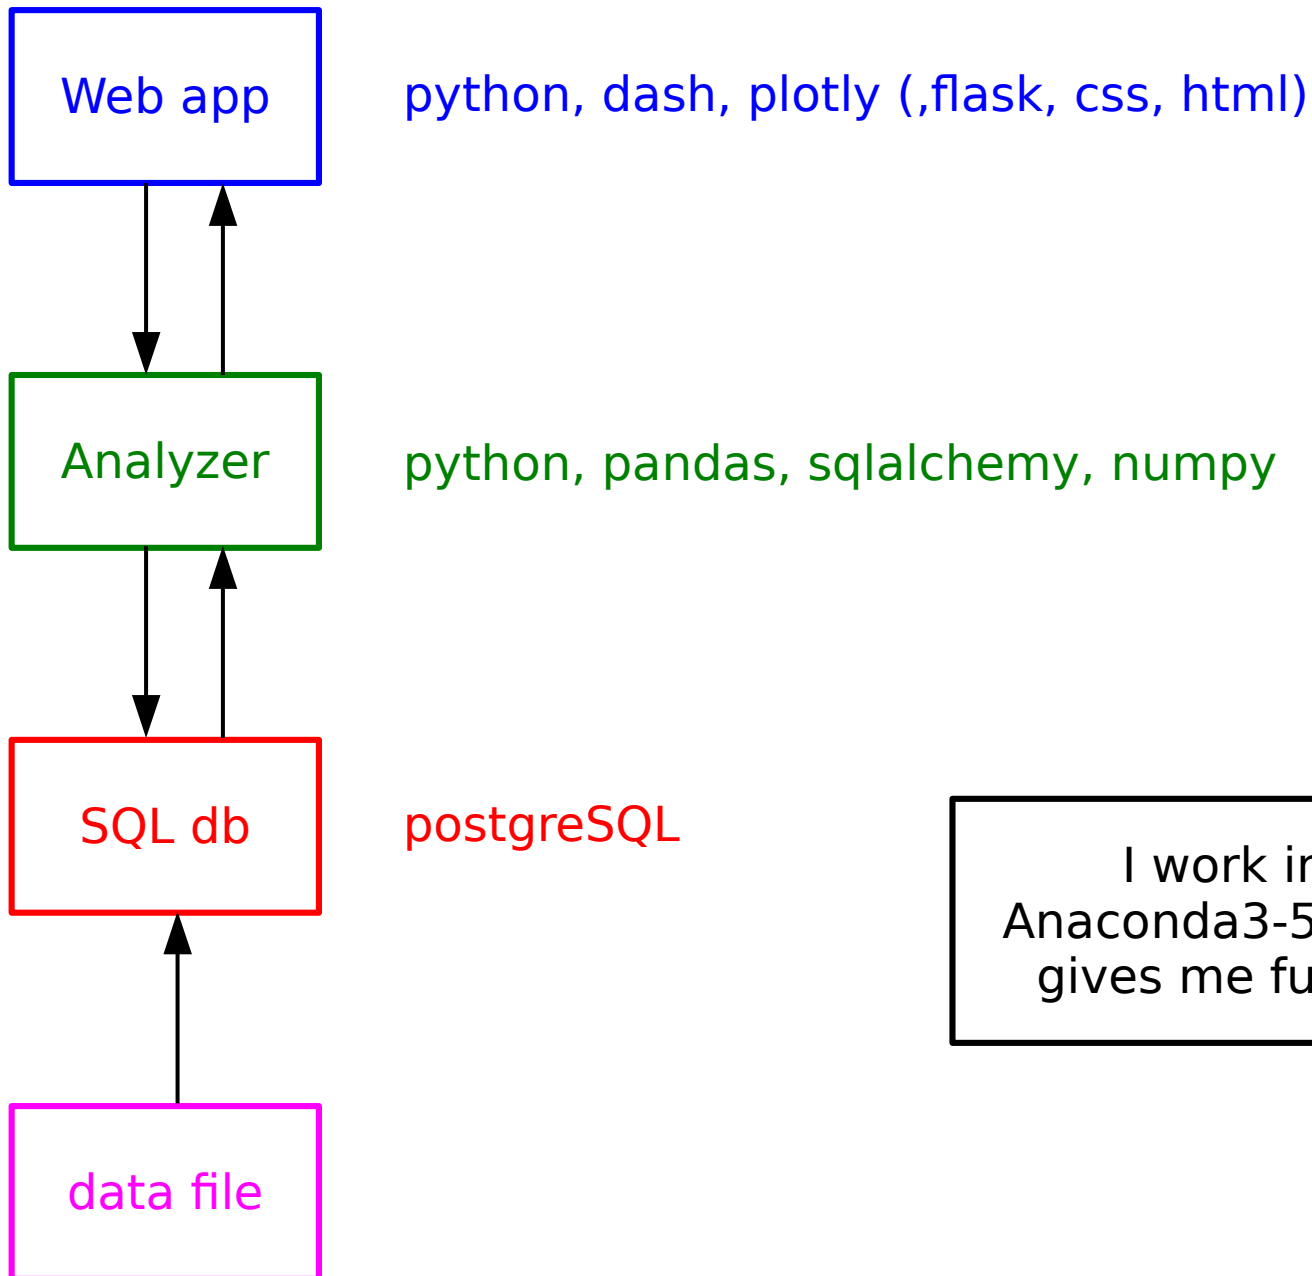 Web app
python, dash, plotly (,flask, css, html)
Analyzer
python, pandas, sqlalchemy, numpy
SQL db
postgreSQL
I work
Anaconda3-5
gives me
data file